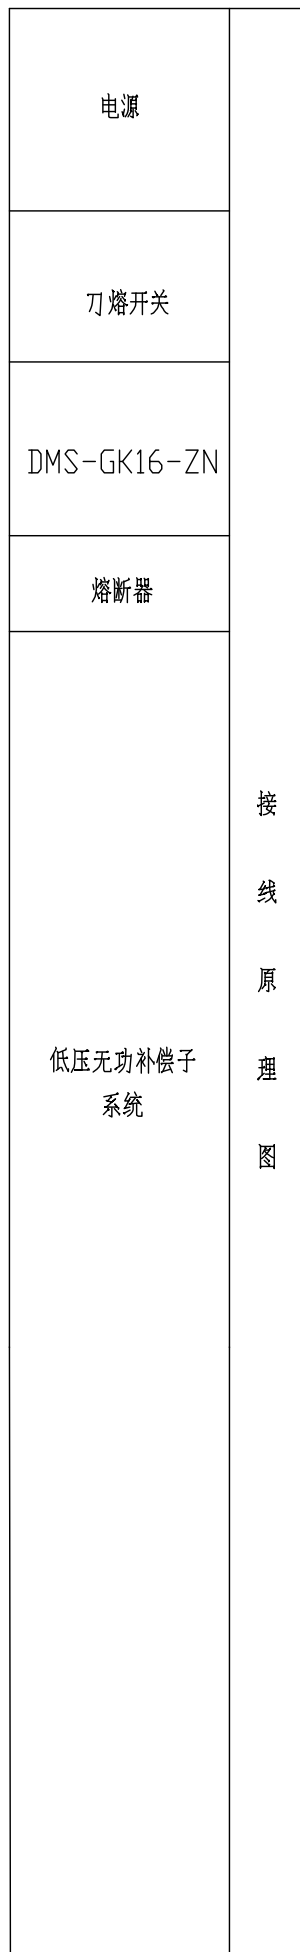 电源
刀熔开关
DMS-GK16-ZN
熔断器
低压无功补偿子
系统
接
线
原
理
图